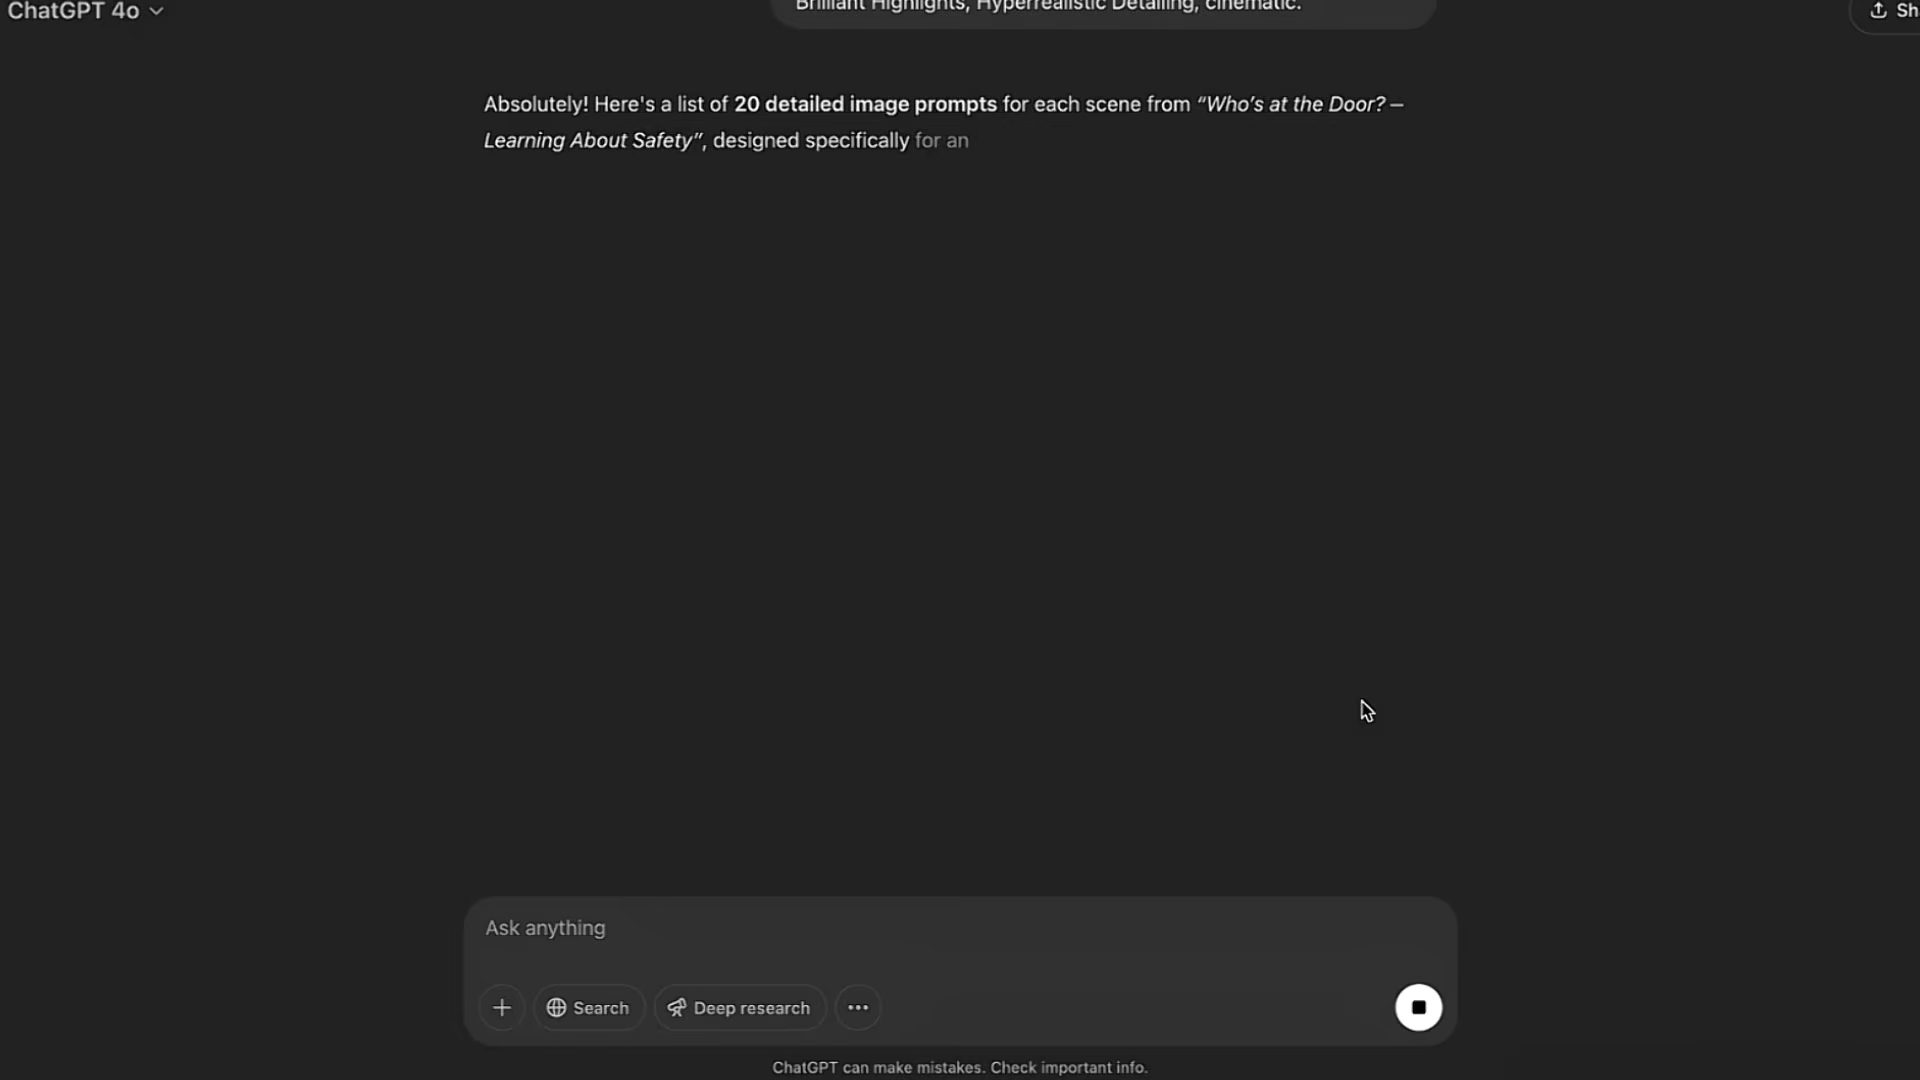 ChatGPT 4o
Brilliant Highlights, Hyperrealistic Detailing, cinematic.
Sh
Absolutely! Here's a list of 20 detailed image prompts for each scene from “Who’s at the Door? –
Learning About Safety”, designed specifically for an
Ask anything
Search
Deep research
ChatGPT can make mistakes. Check important info.